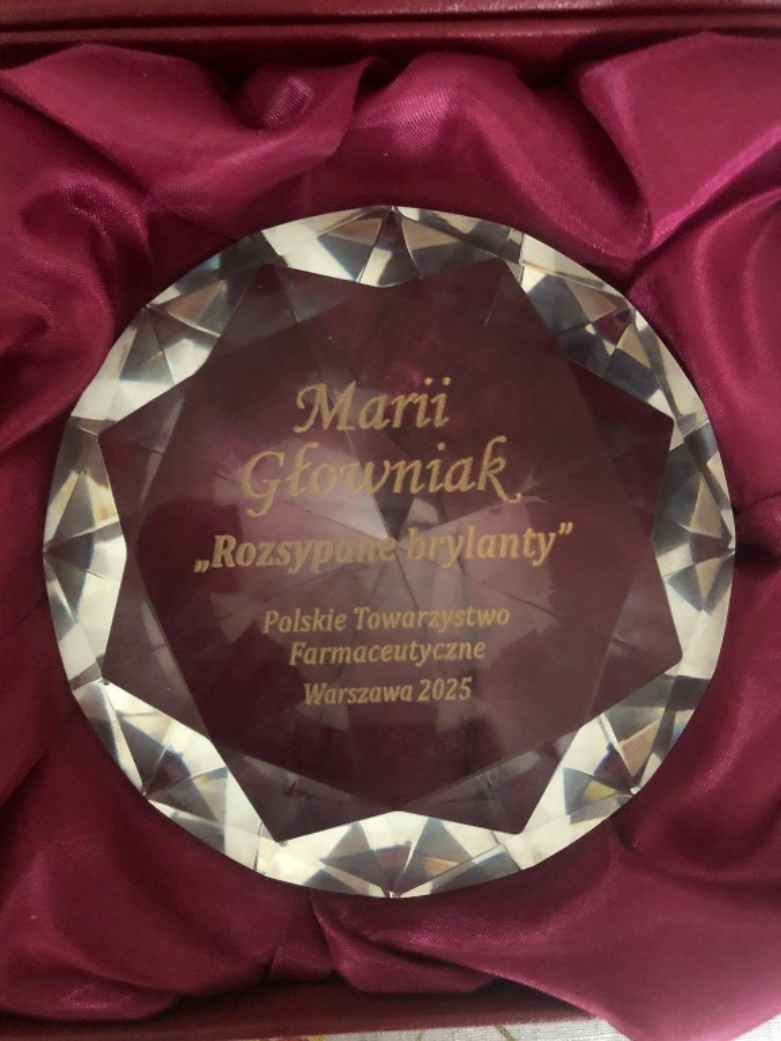 Marii
Głowniak
„Rozsypane brylanty”
Polskie Towarzystwo
Farmaceutyczne
Warszawa 2025